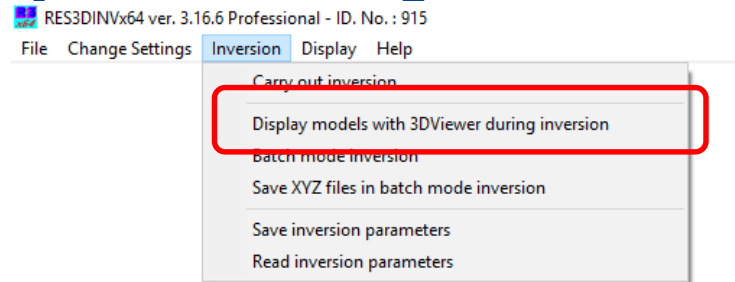 RES3DINVx64 ver. 3.16.6 Professional - ID. No. : 915
File Change Settings Inversion Display Help
Carry out inversion
Display models with 3DViewer during inversion
Batch mode inversion
Save XYZ files in batch mode inversion
Save inversion parameters
Read inversion parameters